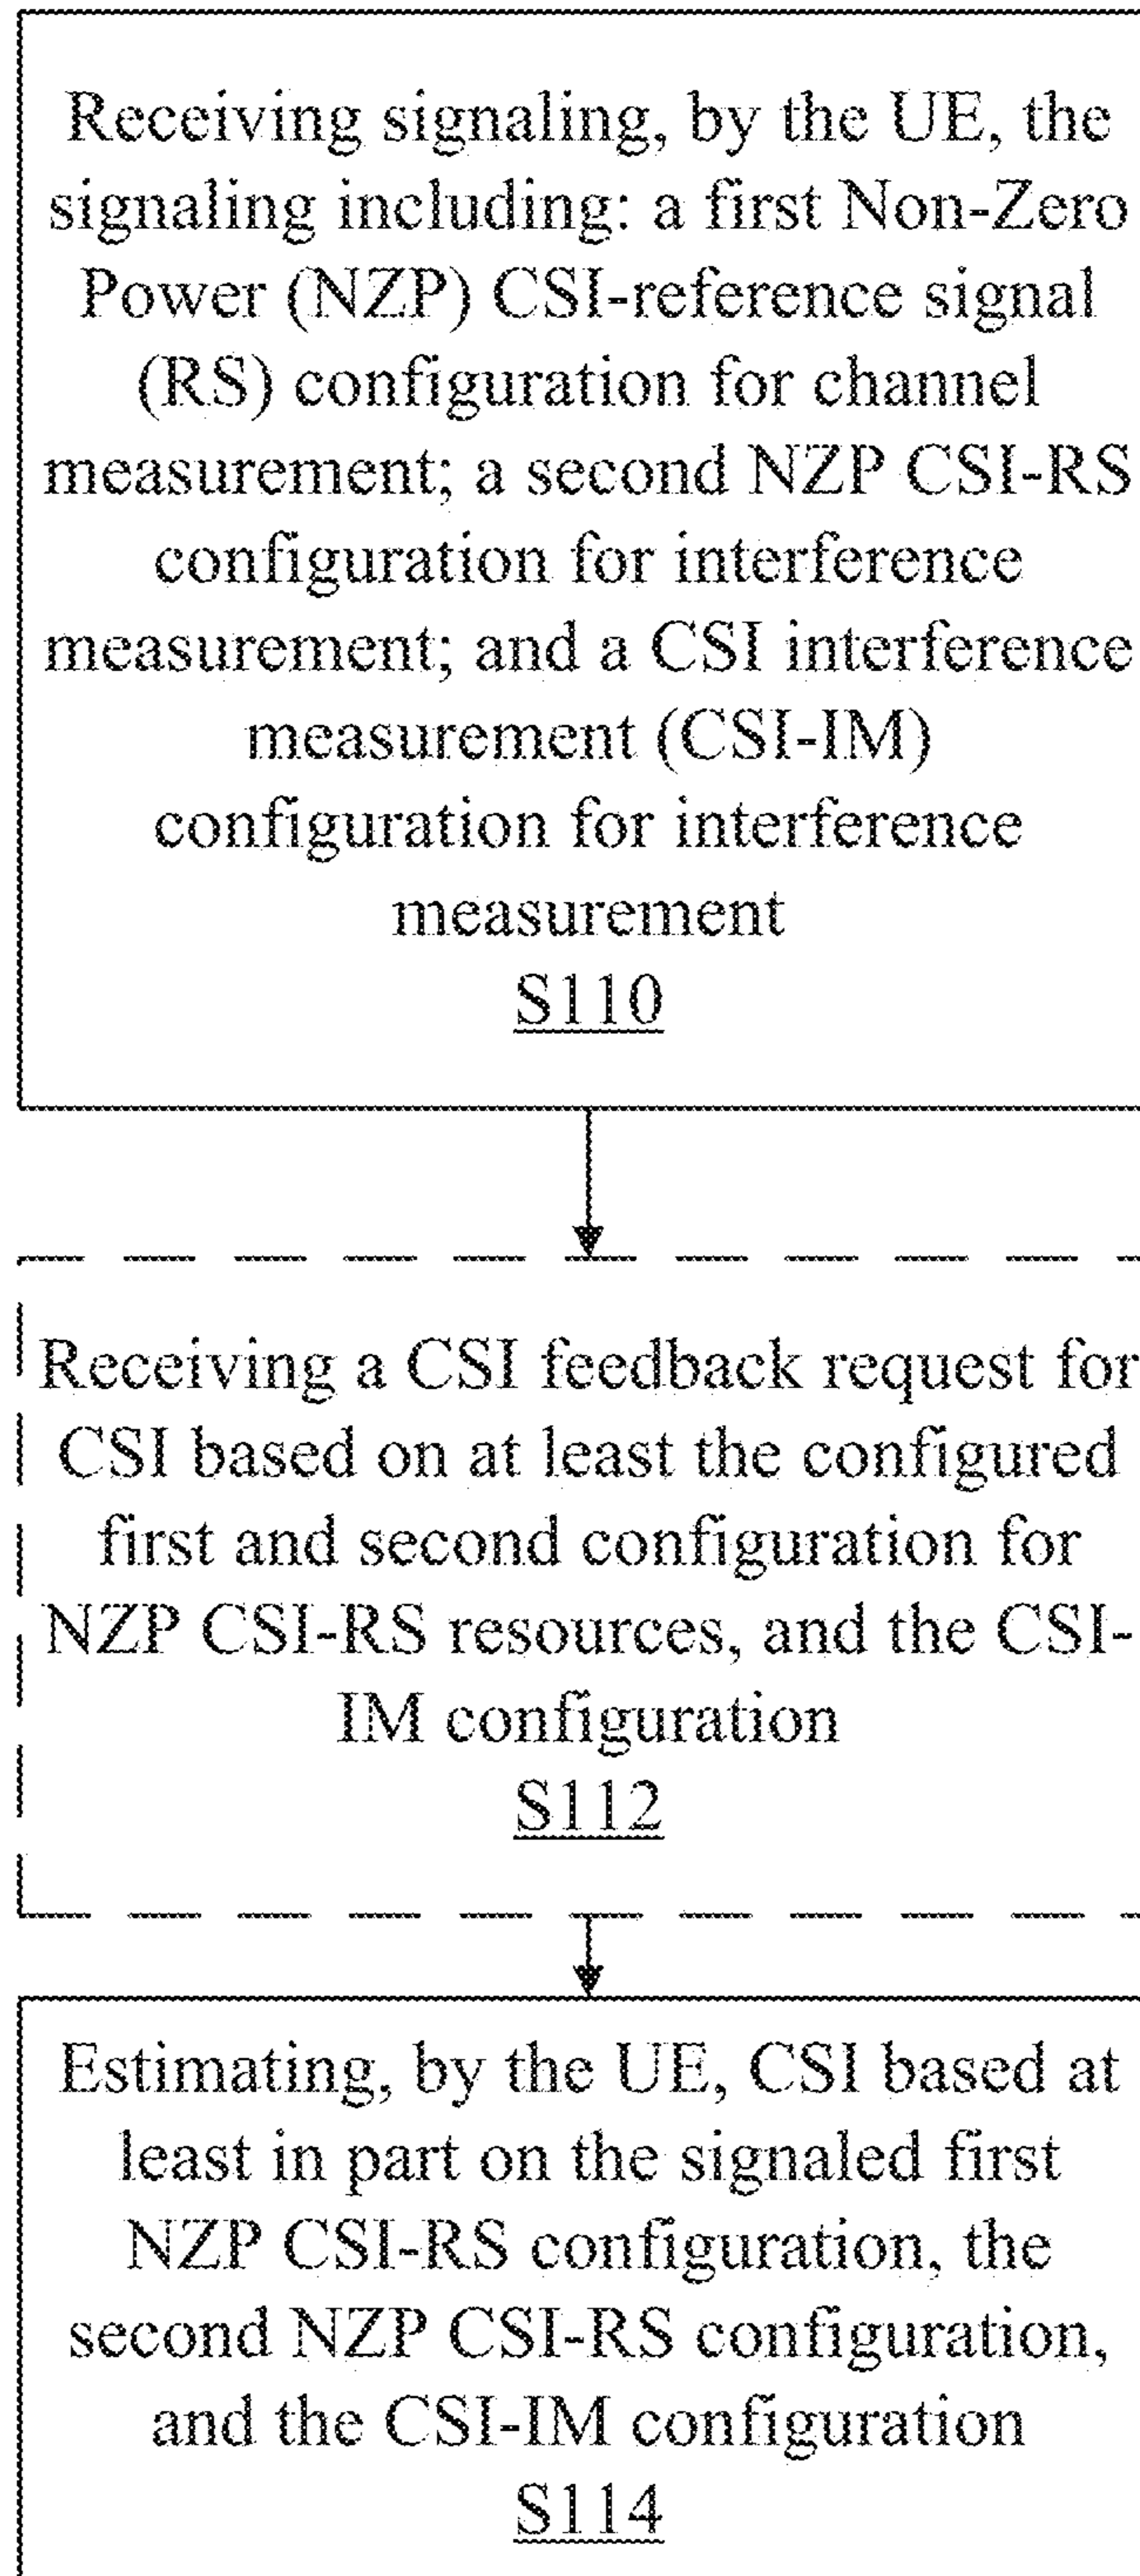 Receiving signaling, by the UE, the
signaling including: a first Non-Zero
Power (NZP) CSI-reference signal
(RS) configuration for channel
measurement; a second NZP CSI-RS
configuration for interference
measurement; and a CSI interference
measurement (CSI-IM)
configuration for interference
measurement
S110
Receiving a CSI feedback request for
CSI based on at least the configured
first and second configuration for
NZP CSI-RS resources, and the CSI-
IM configuration
S112
Estimating, by the UE, CSI based at
least in part on the signaled first
NZP CSI-RS configuration, the
second NZP CSI-RS configuration,
and the CSI-IM configuration
S114